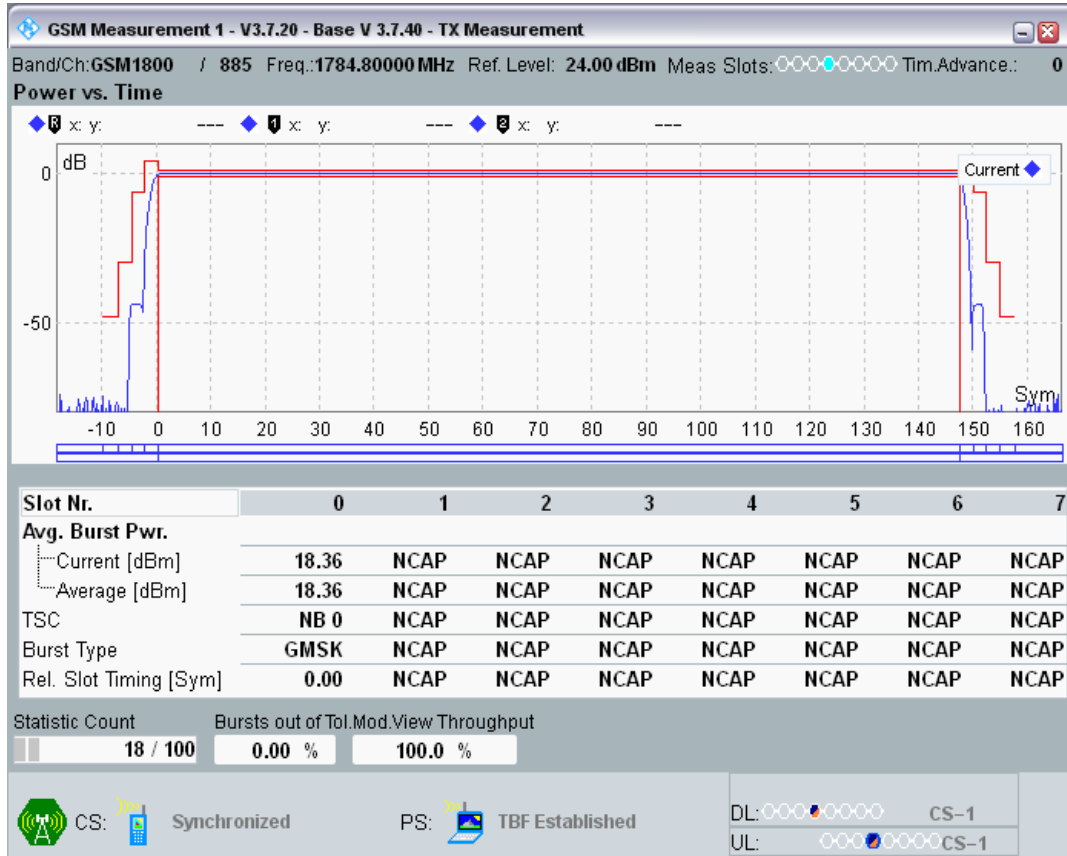 GSM Measurement 1 - V3.7.20 - Base V 3.7.40 - TX Measurement
Band/Ch:GSM1800 / 885 Freq.:1784.80000 MHz Ref. Level: 24.00 dBm Meas Slots: Tim.Advance.: 0
Power vs. Time
R x: y: --- 1 x: y: --- 2 x: y: ---
dB
0
Current
-50
Sym
-10 0 10 20 30 40 50 60 70 80 90 100 110 120 130 140 150 160
Slot Nr. 0 1 2 3 4 5 6 7
Avg. Burst Pwr.
Current [dBm] 18.36 NCAP NCAP NCAP NCAP NCAP NCAP NCAP
Average [dBm] 18.36 NCAP NCAP NCAP NCAP NCAP NCAP NCAP
TSC NB 0 NCAP NCAP NCAP NCAP NCAP NCAP NCAP
Burst Type GMSK NCAP NCAP NCAP NCAP NCAP NCAP NCAP
Rel. Slot Timing [Sym] 0.00 NCAP NCAP NCAP NCAP NCAP NCAP NCAP
Statistic Count Bursts out of Tol.Mod.View Throughput
18 / 100 0.00 % 100.0 %
CS: Synchronized PS: TBF Established DL: CS-1
UL: CS-1